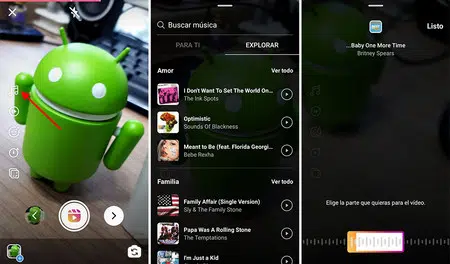 Buscar música
PARA TI
EXPLORAR
Amor
Ver todo
I Don't Want To Set The World On...
The Ink Spots
Optimistic
Sounds Of Blackness
Meant to Be (feat. Florida Georgi...
Bebe Rexha
Familia
Ver todo
Family Affair (Single Version)
Sly & The Family Stone
Papa Was A Rolling Stone
The Temptations
I'm Just a Kid
Listo
...Baby One More Time
Britney Spears
Elige la parte que quieras para el vídeo.